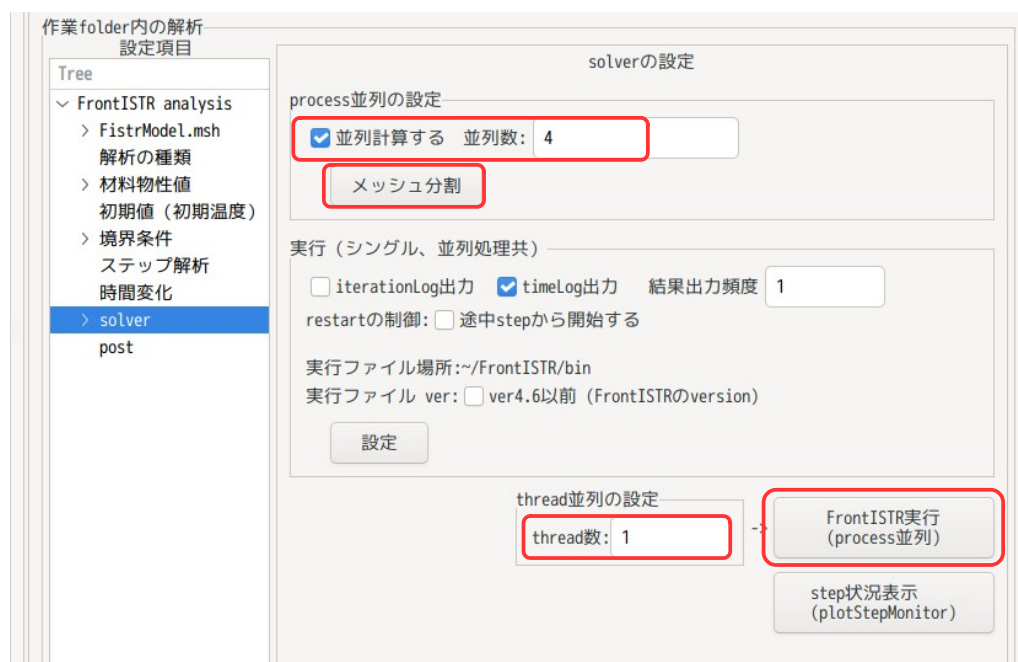 作業folder内の解析
設定項目
Tree
FrontISTR analysis
FistrModel.msh
解析の種類
材料物性値
初期値（初期温度）
境界条件
ステップ解析
時間変化
solver
post
solverの設定
process並列の設定
並列計算する 並列数: 4
メッシュ分割
実行（シングル、並列処理共）
iterationLog出力 timeLog出力 結果出力頻度 1
restartの制御: 途中stepから開始する
実行ファイル場所:~/FrontISTR/bin
実行ファイル ver: ver4.6以前（FrontISTRのversion）
設定
thread並列の設定
thread数: 1
->
FrontISTR実行
(process並列)
step状況表示
(plotStepMonitor)